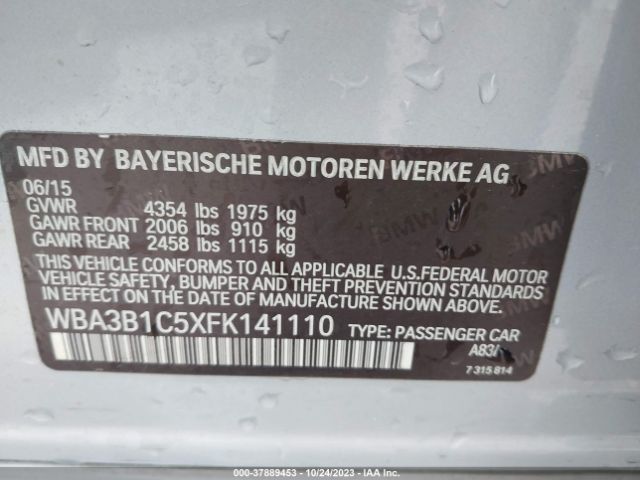 MFD BY BAYERISCHE MOTOREN WERKE AG
06/15
GVWR 4354 lbs 1975 kg
GAWR FRONT 2006 lbs 910 kg
GAWR REAR 2458 lbs 1115 kg
THIS VEHICLE CONFORMS TO ALL APPLICABLE U.S.FEDERAL MOTOR
VEHICLE SAFETY, BUMPER AND THEFT PREVENTION STANDARDS
IN EFFECT ON THE DATE OF MANUFACTURE SHOWN ABOVE.
WBA3B1C5XFK141110 TYPE: PASSENGER CAR
A83/
7 315 814
000-37889453 - 10/24/2023 - IAA Inc.